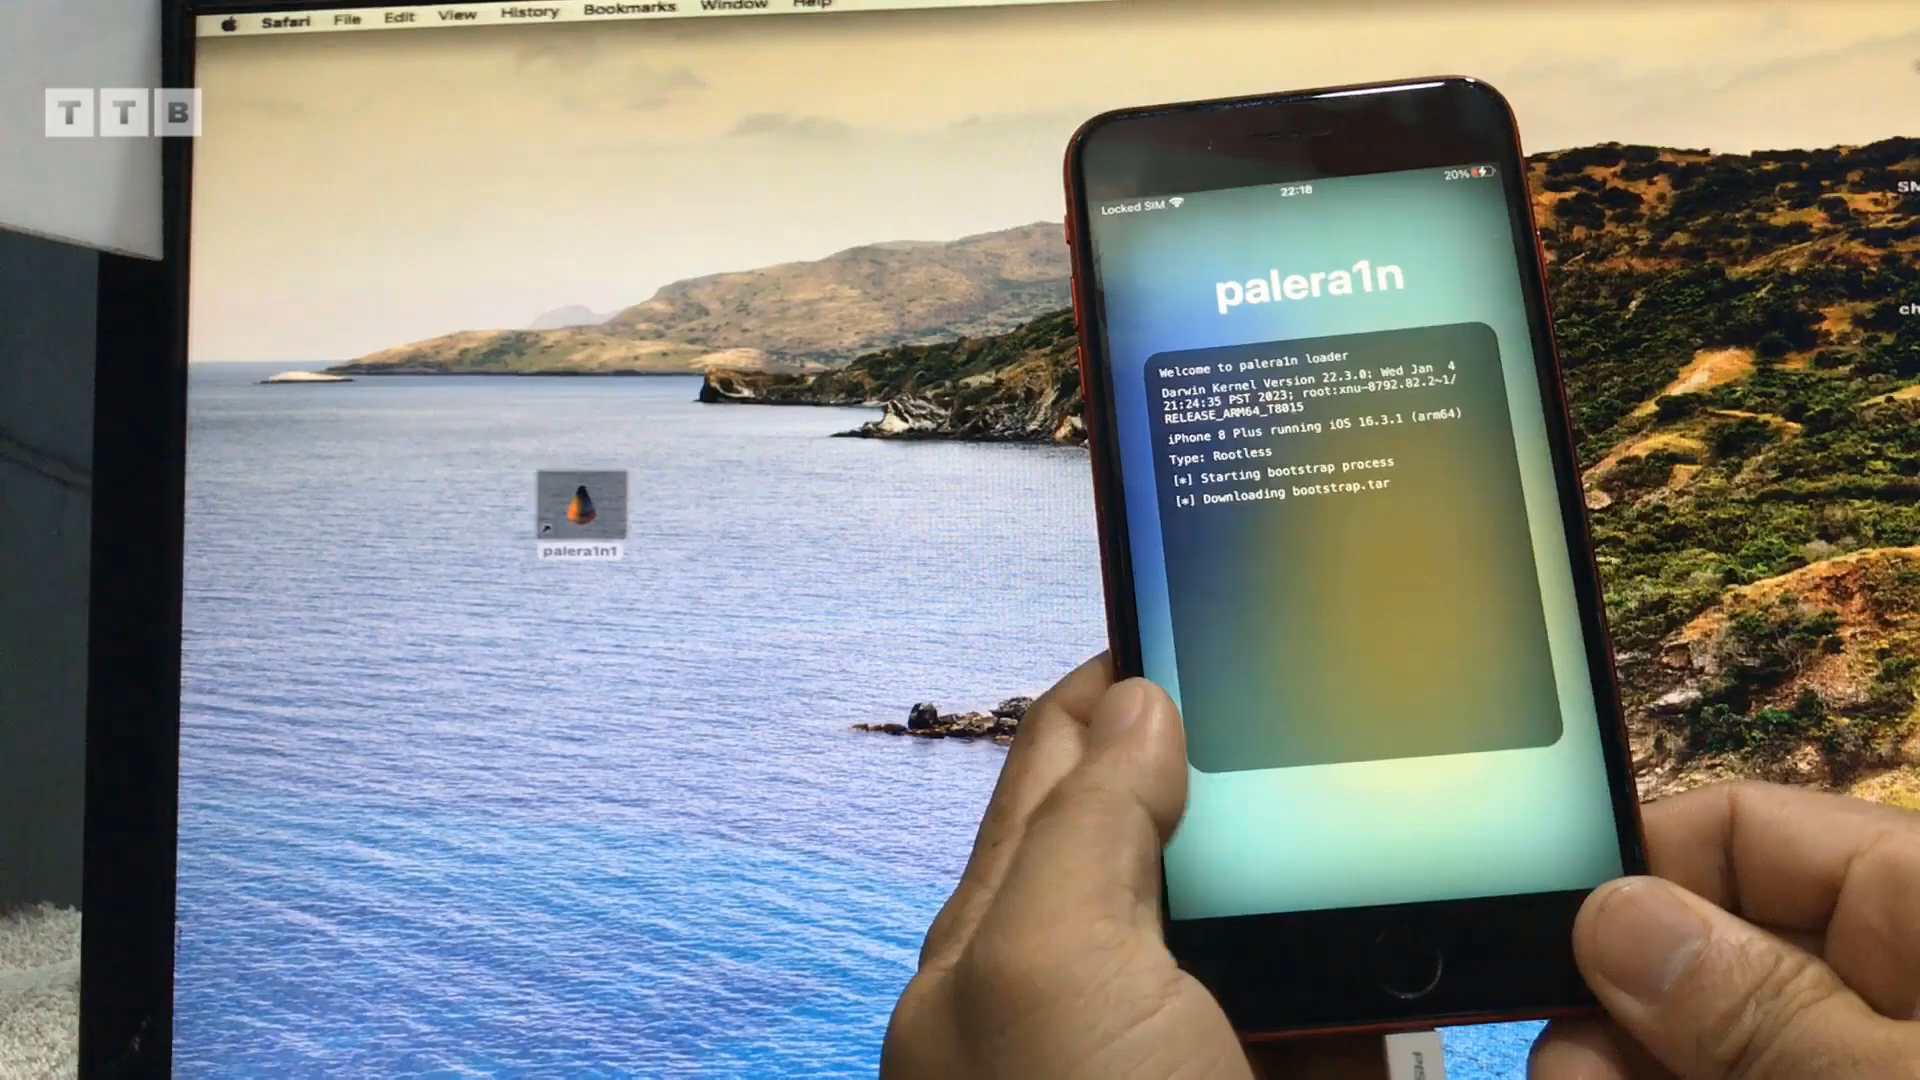 Safari File Edit View History Bookmarks Window Help
TTB
Locked SIM 22:18 20%
palera1n
Welcome to palera1n loader
Darwin Kernel Version 22.3.0: Wed Jan 4
21:24:35 PST 2023; root:xnu-8792.82.2~1/
RELEASE_ARM64_T8015
iPhone 8 Plus running iOS 16.3.1 (arm64)
Type: Rootless
[*] Starting bootstrap process
[*] Downloading bootstrap.tar
palera1n1
SM
ch